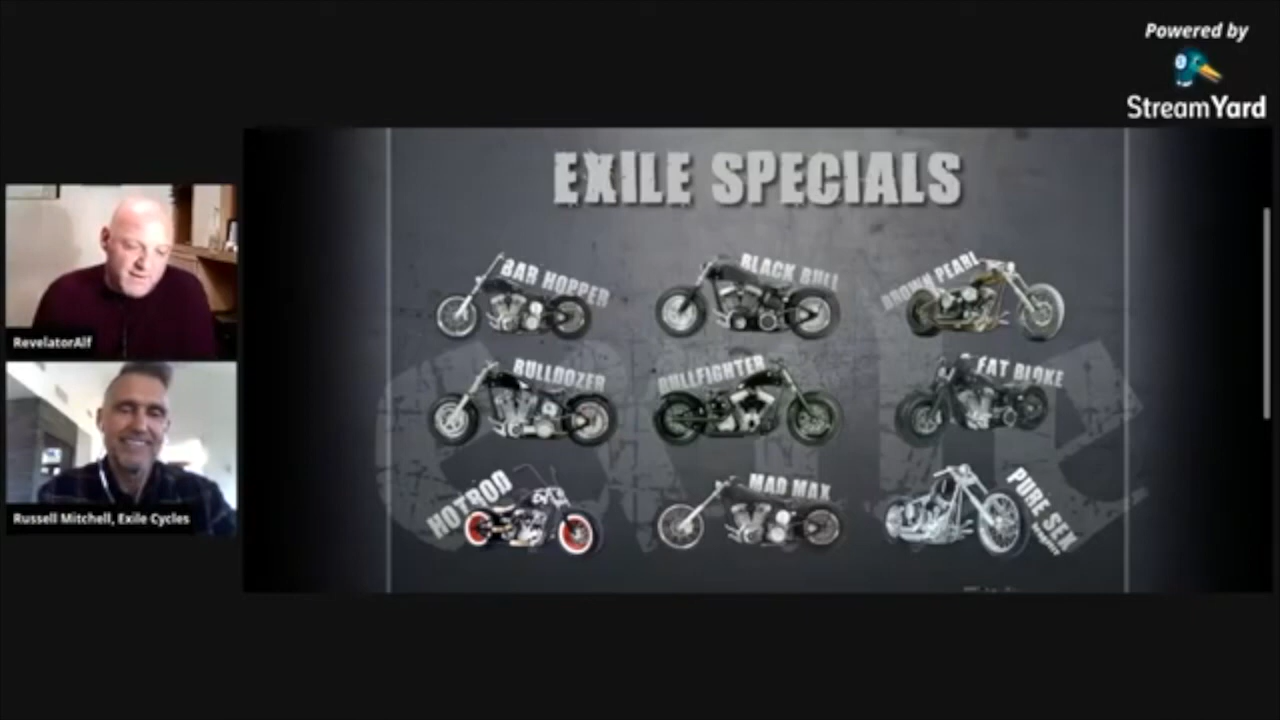 Powered by
StreamYard
EXILE SPECIALS
BAR HOPPER
BLACK BULL
BROWN PEARL
BULLDOZER
BULLFIGHTER
FAT BLOKE
HOTROD
MAD MAX
PURE SEX
RevelatorAlf
Russell Mitchell, Exile Cycles